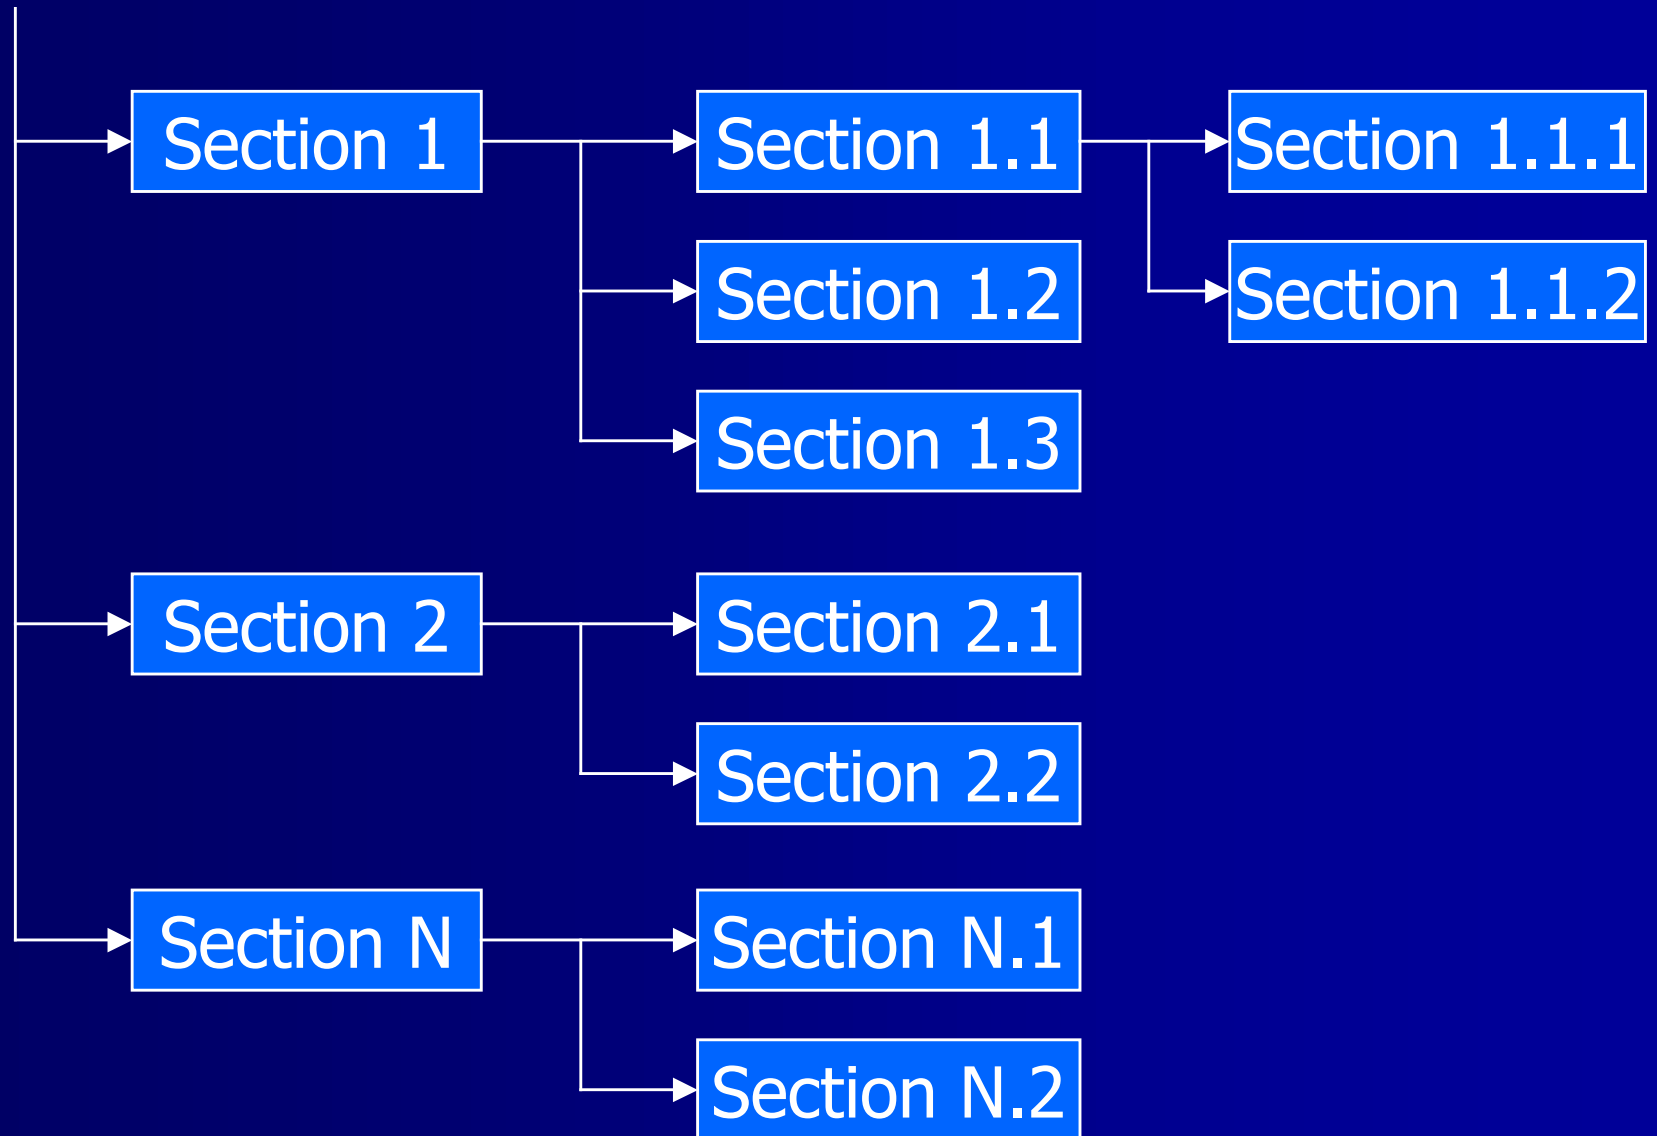 Section 1
Section 1.1
Section 1.1.1
Section 1.2
Section 1.1.2
Section 1.3
Section 2
Section 2.1
Section 2.2
Section N
Section N.1
Section N.2